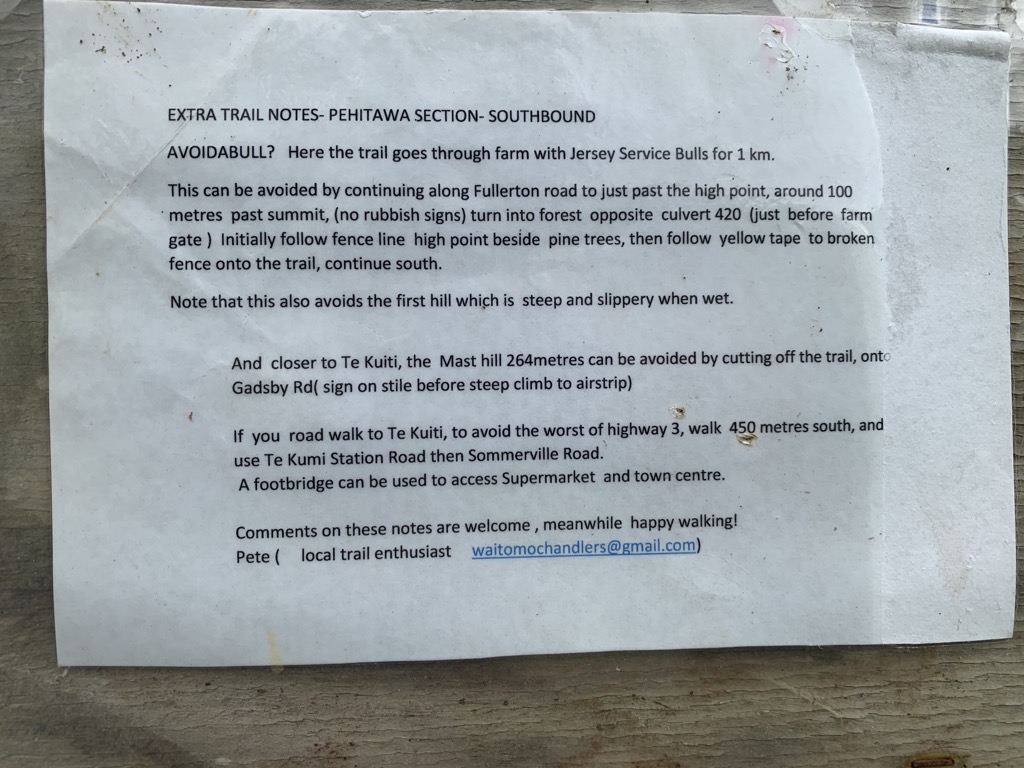 EXTRA TRAIL NOTES- PEHITAWA SECTION- SOUTHBOUND
AVOIDABULL? Here the trail goes through farm with Jersey Service Bulls for 1 km.
This can be avoided by continuing along Fullerton road to just past the high point, around 100
metres past summit, (no rubbish signs) turn into forest opposite culvert 420 (just before farm
gate ) Initially follow fence line high point beside pine trees, then follow yellow tape to broken
fence onto the trail, continue south.
Note that this also avoids the first hill which is steep and slippery when wet.
And closer to Te Kuiti, the Mast hill 264metres can be avoided by cutting off the trail, onto
Gadsby Rd( sign on stile before steep climb to airstrip)
If you road walk to Te Kuiti, to avoid the worst of highway 3, walk 450 metres south, and
use Te Kumi Station Road then Sommerville Road.
A footbridge can be used to access Supermarket and town centre.
Comments on these notes are welcome , meanwhile happy walking!
Pete ( local trail enthusiast waitomochandlers@gmail.com)